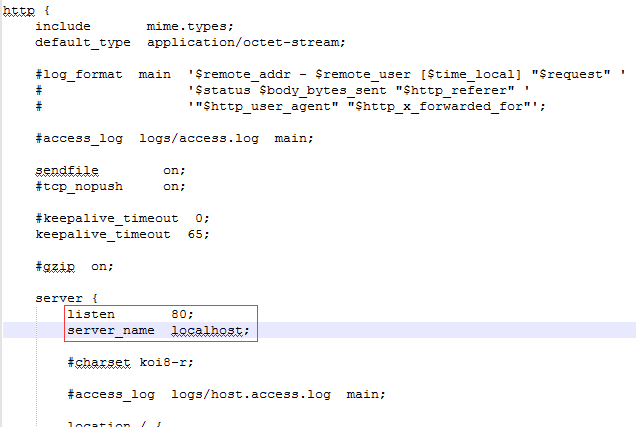 http {
    include       mime.types;
    default_type  application/octet-stream;
    #log_format  main  '$remote_addr - $remote_user [$time_local] "$request" '
    #                  '$status $body_bytes_sent "$http_referer" '
    #                  '"$http_user_agent" "$http_x_forwarded_for"';
    #access_log  logs/access.log  main;
    sendfile        on;
    #tcp_nopush     on;
    #keepalive_timeout  0;
    keepalive_timeout  65;
    #gzip  on;
    server {
        listen       80;
        server_name  localhost;
        #charset koi8-r;
        #access_log  logs/host.access.log  main;
        location / {